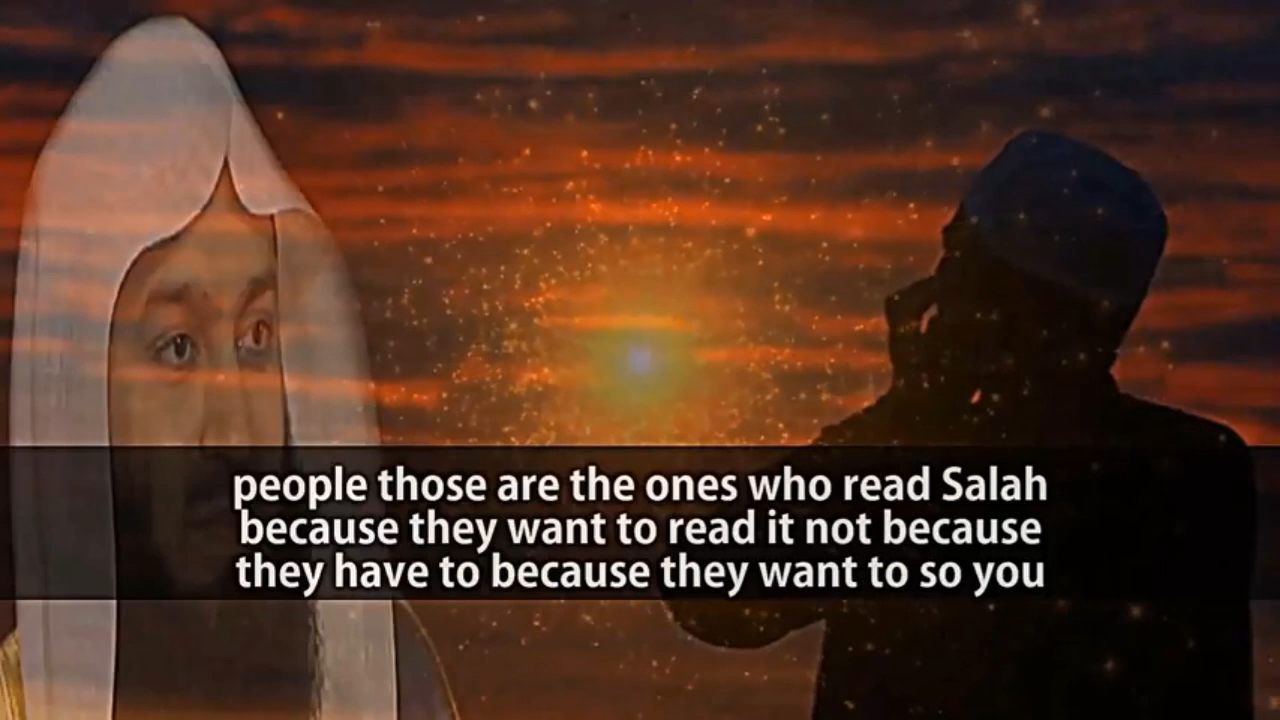 people those are the ones who read Salah
because they want to read it not because
they have to because they want to so you